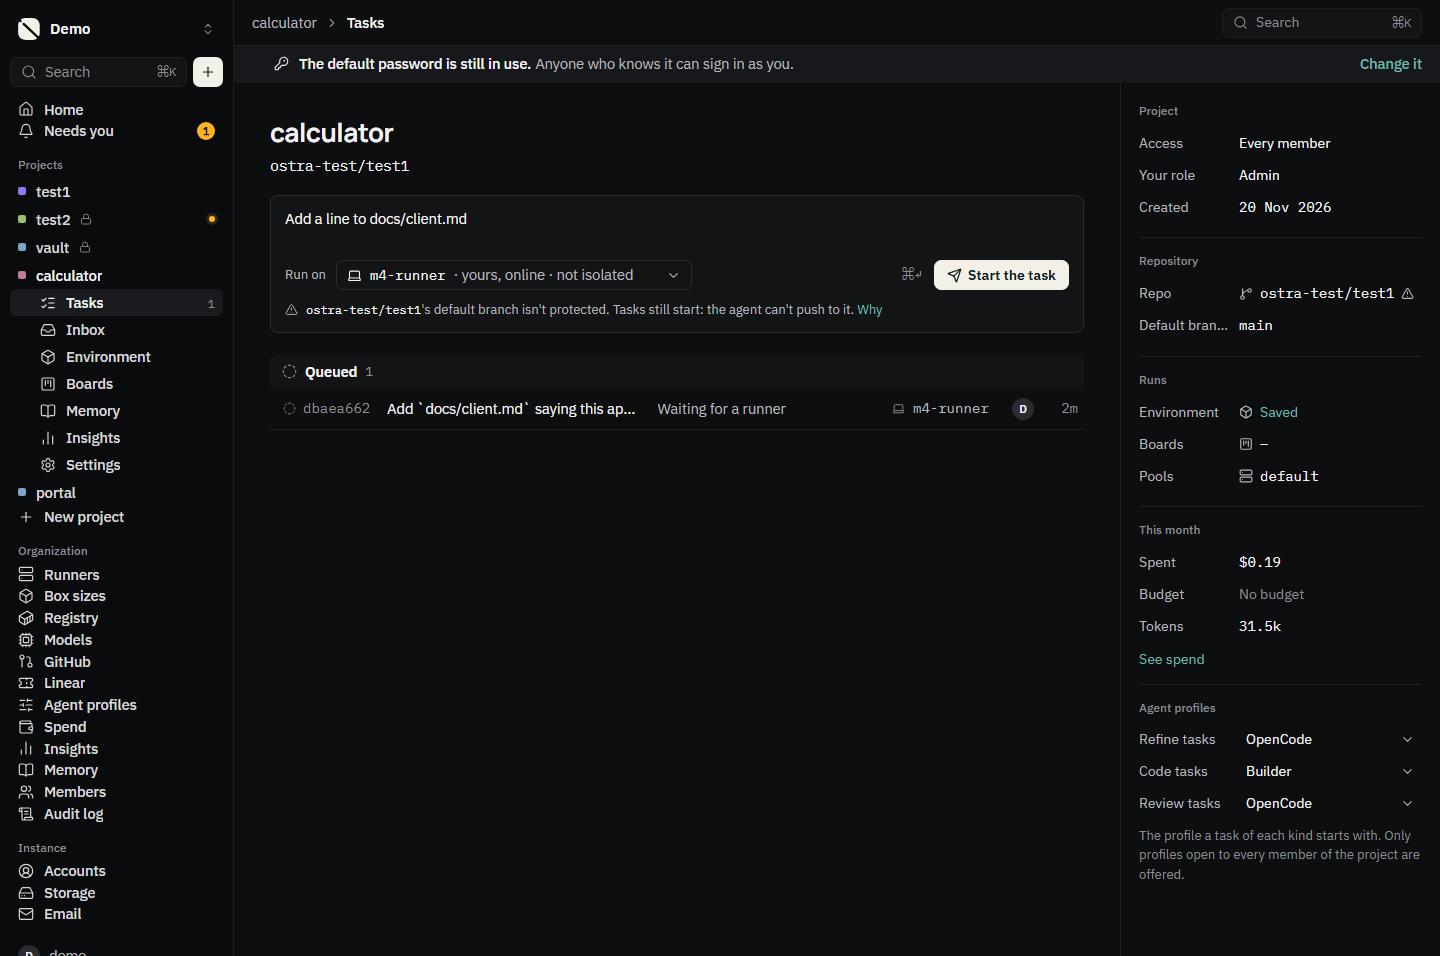 Demo
Search ⌘K
Home
Needs you 1
Projects
test1
test2
vault
calculator
Tasks 1
Inbox
Environment
Boards
Memory
Insights
Settings
portal
New project
Organization
Runners
Box sizes
Registry
Models
GitHub
Linear
Agent profiles
Spend
Insights
Memory
Members
Audit log
Instance
Accounts
Storage
Email
D demo
calculator > Tasks
Search ⌘K
The default password is still in use. Anyone who knows it can sign in as you. Change it
calculator
ostra-test/test1
Add a line to docs/client.md
Run on m4-runner · yours, online · not isolated ⌘↵ Start the task
ostra-test/test1's default branch isn't protected. Tasks still start: the agent can't push to it. Why
Queued 1
dbaea662 Add `docs/client.md` saying this ap... Waiting for a runner m4-runner D 2m
Project
Access Every member
Your role Admin
Created 20 Nov 2026
Repository
Repo ostra-test/test1
Default bran... main
Runs
Environment Saved
Boards –
Pools default
This month
Spent $0.19
Budget No budget
Tokens 31.5k
See spend
Agent profiles
Refine tasks OpenCode
Code tasks Builder
Review tasks OpenCode
The profile a task of each kind starts with. Only
profiles open to every member of the project are
offered.